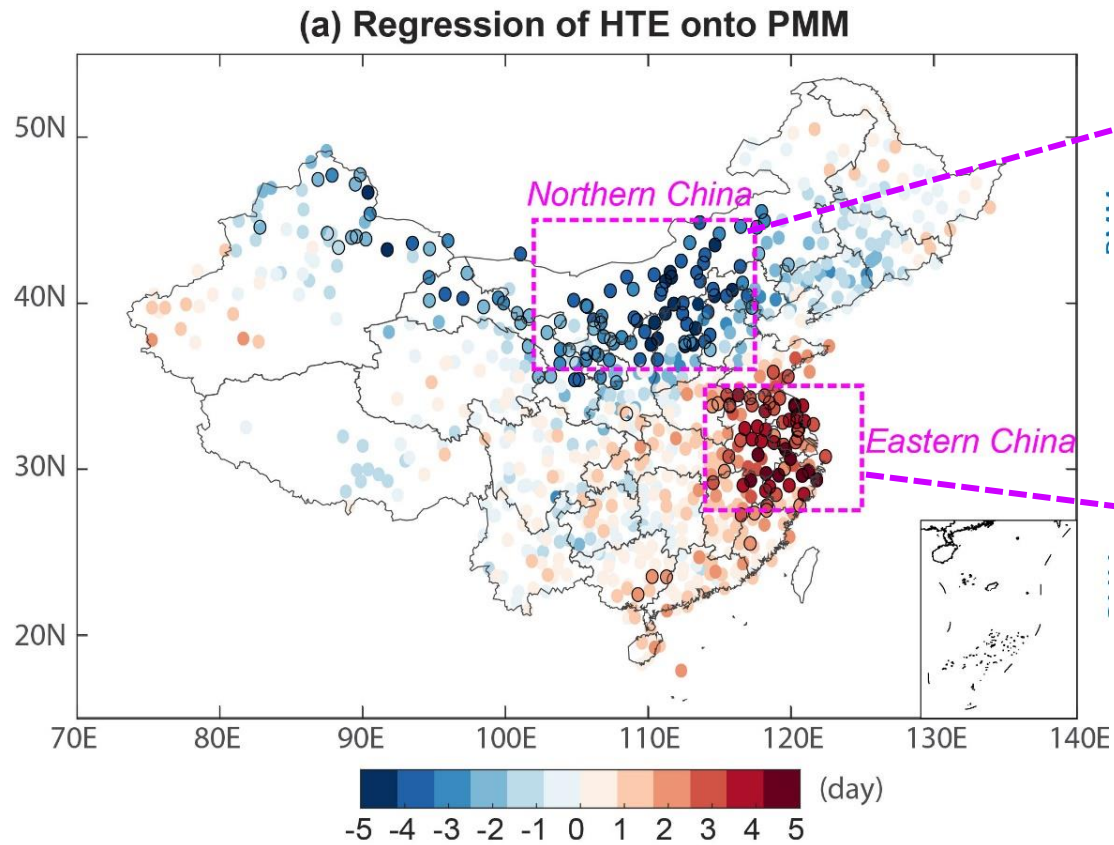 (a) Regression of HTE onto PMM
50N
40N
30N
20N
Northern China
Eastern China
70E 80E 90E 100E 110E 120E 130E 140E
-5 -4 -3 -2 -1 0 1 2 3 4 5
(day)